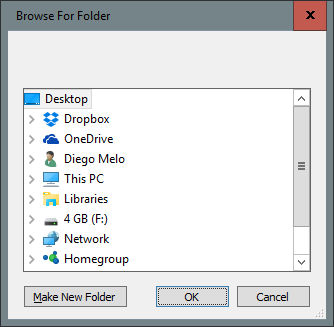 Browse For Folder
Desktop
Dropbox
OneDrive
Diego Melo
This PC
Libraries
4 GB (F:)
Network
Homegroup
Make New Folder
OK
Cancel